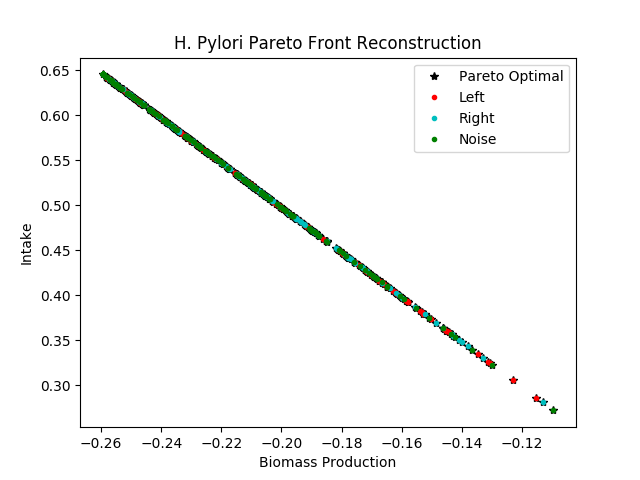 H. Pylori Pareto Front Reconstruction
Pareto Optimal
Left
Right
Noise
0.65
0.60
0.55
0.50
0.45
0.40
0.35
0.30
Intake
−0.26
−0.24
−0.22
−0.20
−0.18
−0.16
−0.14
−0.12
Biomass Production